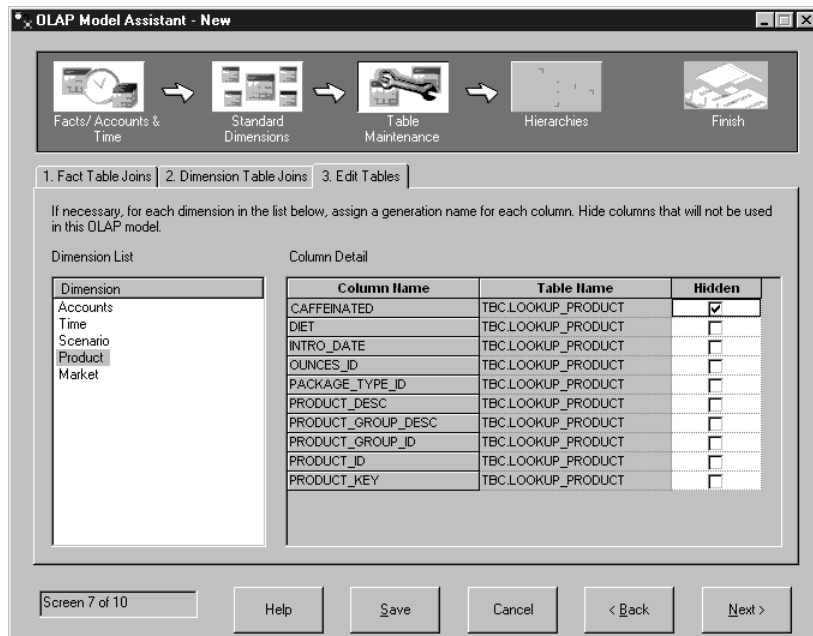 OLAP Model Assistant - New
Facts/Accounts &
Time
Standard
Dimensions
Table
Maintenance
Hierarchies
Finish
1. Fact Table Joins
2. Dimension Table Joins
3. Edit Tables
If necessary, for each dimension in the list below, assign a generation name for each column. Hide columns that will not be used
in this OLAP model.
Dimension List
Column Detail
Dimension
Accounts
Time
Scenario
Product
Market
Column Name Table Name Hidden
CAFFEINATED TBC.LOOKUP_PRODUCT
DIET TBC.LOOKUP_PRODUCT
INTRO_DATE TBC.LOOKUP_PRODUCT
OUNCES_ID TBC.LOOKUP_PRODUCT
PACKAGE_TYPE_ID TBC.LOOKUP_PRODUCT
PRODUCT_DESC TBC.LOOKUP_PRODUCT
PRODUCT_GROUP_DESC TBC.LOOKUP_PRODUCT
PRODUCT_GROUP_ID TBC.LOOKUP_PRODUCT
PRODUCT_ID TBC.LOOKUP_PRODUCT
PRODUCT_KEY TBC.LOOKUP_PRODUCT
Screen 7 of 10
Help
Save
Cancel
< Back
Next >